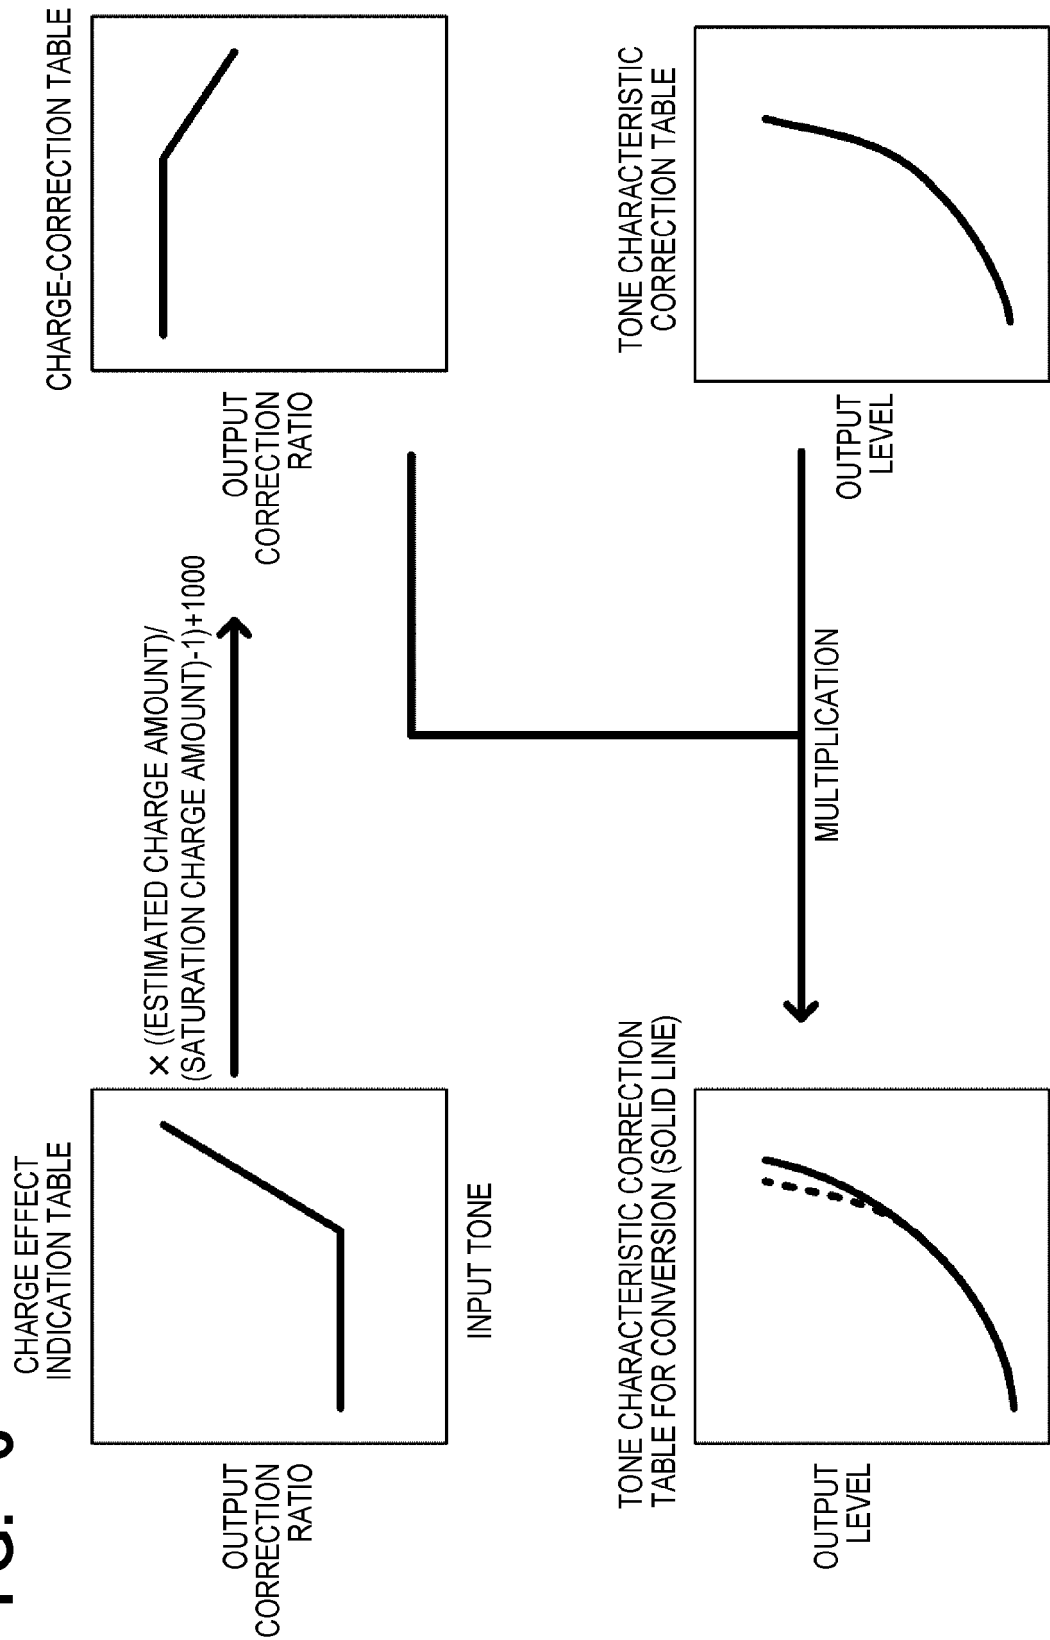 CHARGE EFFECT
INDICATION TABLE
OUTPUT
CORRECTION
RATIO
INPUT TONE
× ((ESTIMATED CHARGE AMOUNT)/
(SATURATION CHARGE AMOUNT)-1)+1000
CHARGE-CORRECTION TABLE
OUTPUT
CORRECTION
RATIO
TONE CHARACTERISTIC CORRECTION
TABLE FOR CONVERSION (SOLID LINE)
OUTPUT
LEVEL
MULTIPLICATION
TONE CHARACTERISTIC
CORRECTION TABLE
OUTPUT
LEVEL